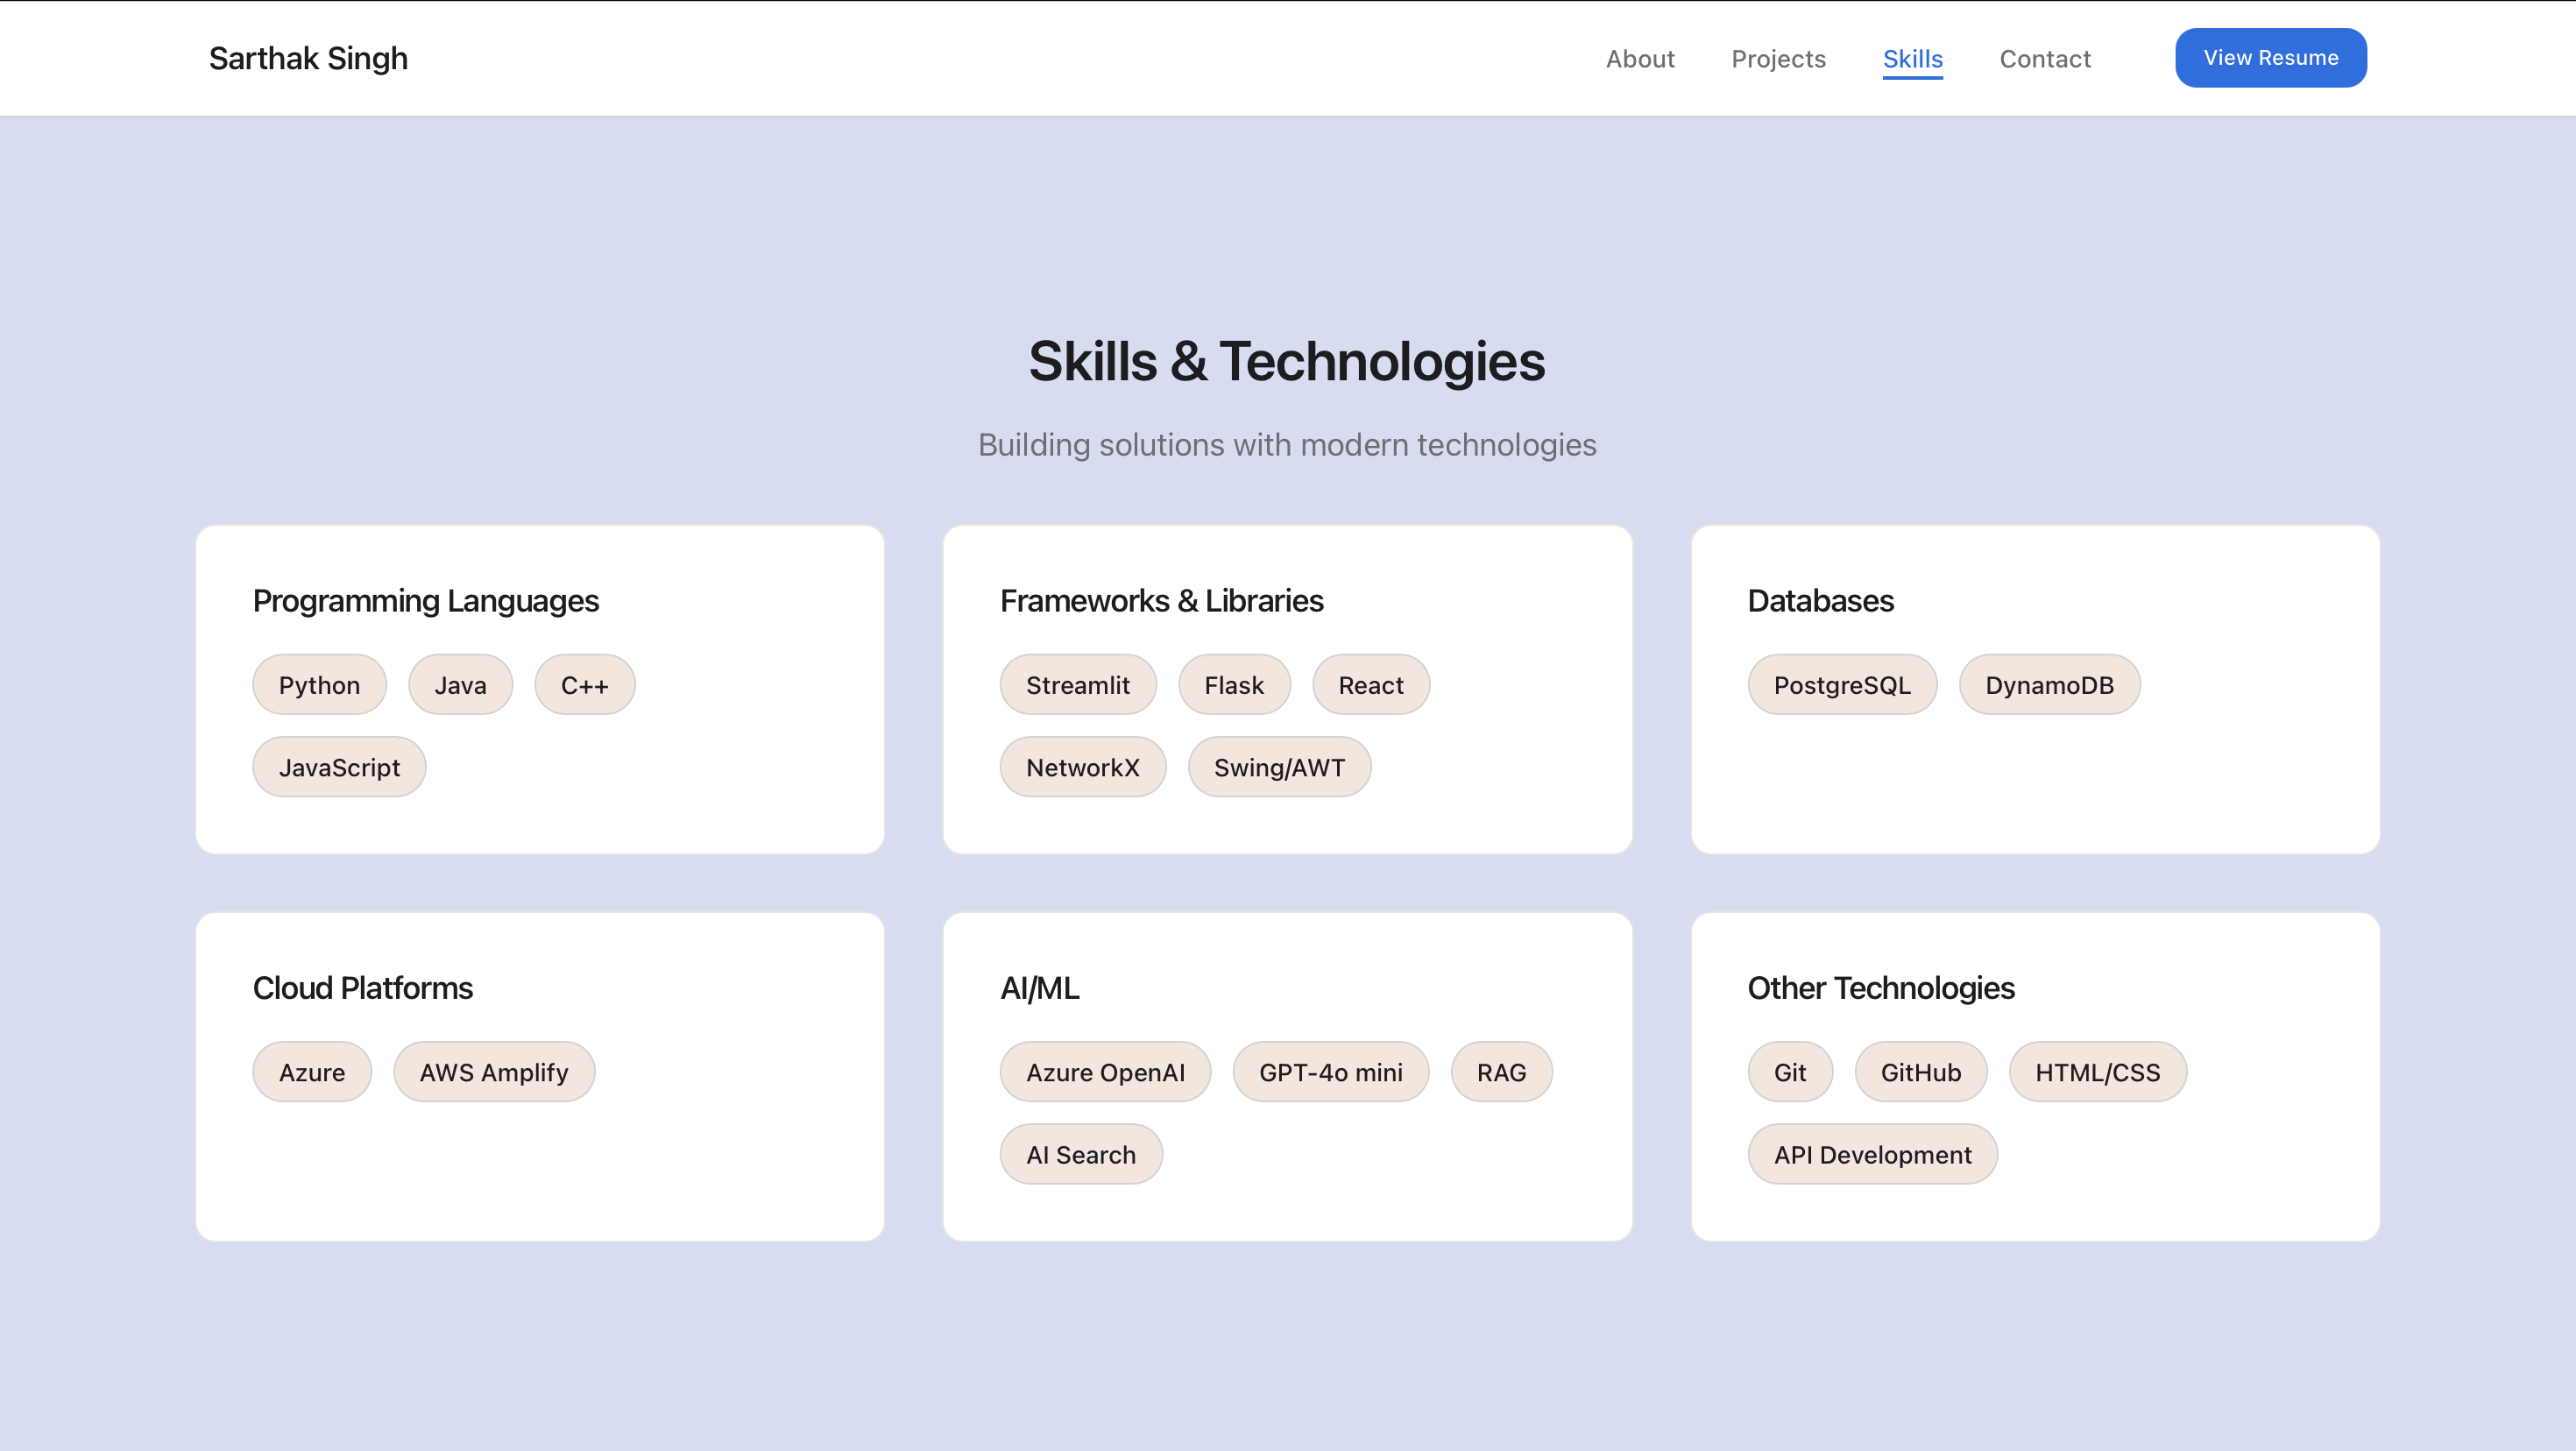 Sarthak Singh
About Projects Skills Contact View Resume
Skills & Technologies
Building solutions with modern technologies
Programming Languages
Python Java C++
JavaScript
Frameworks & Libraries
Streamlit Flask React
NetworkX Swing/AWT
Databases
PostgreSQL DynamoDB
Cloud Platforms
Azure AWS Amplify
AI/ML
Azure OpenAI GPT-4o mini RAG
AI Search
Other Technologies
Git GitHub HTML/CSS
API Development